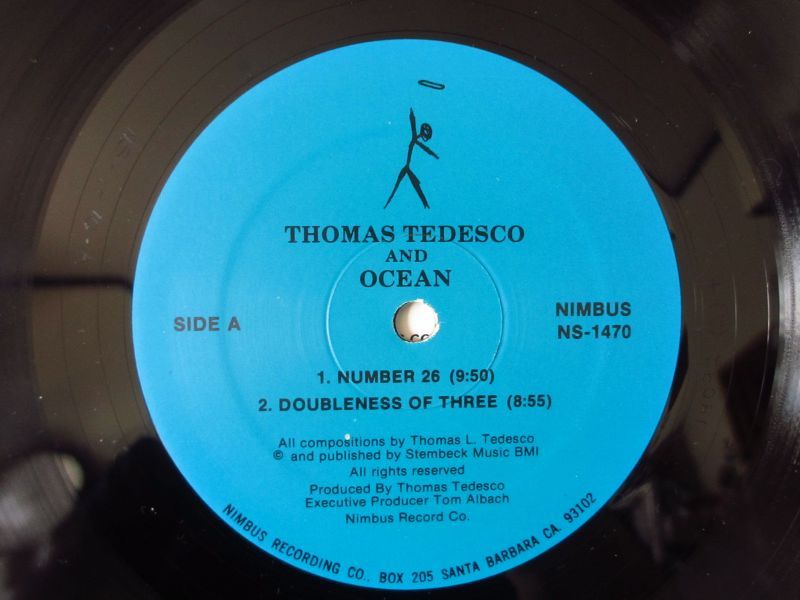 THOMAS TEDESCO
AND
OCEAN
SIDE A
NIMBUS
NS-1470
1. NUMBER 26 (9:50)
2. DOUBLENESS OF THREE (8:55)
All compositions by Thomas L. Tedesco
© and published by Stembeck Music BMI
All rights reserved
Produced By Thomas Tedesco
Executive Producer Tom Albach
Nimbus Record Co.
NIMBUS RECORDING CO., BOX 205 SANTA BARBARA CA. 93102